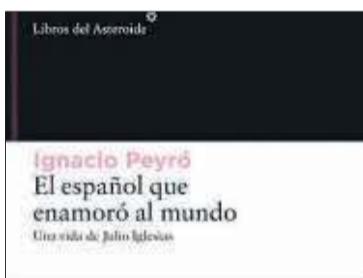 Libros del Asteroide
Ignacio Peyró
El español que
enamoró al mundo
Una vida de Julio Iglesias